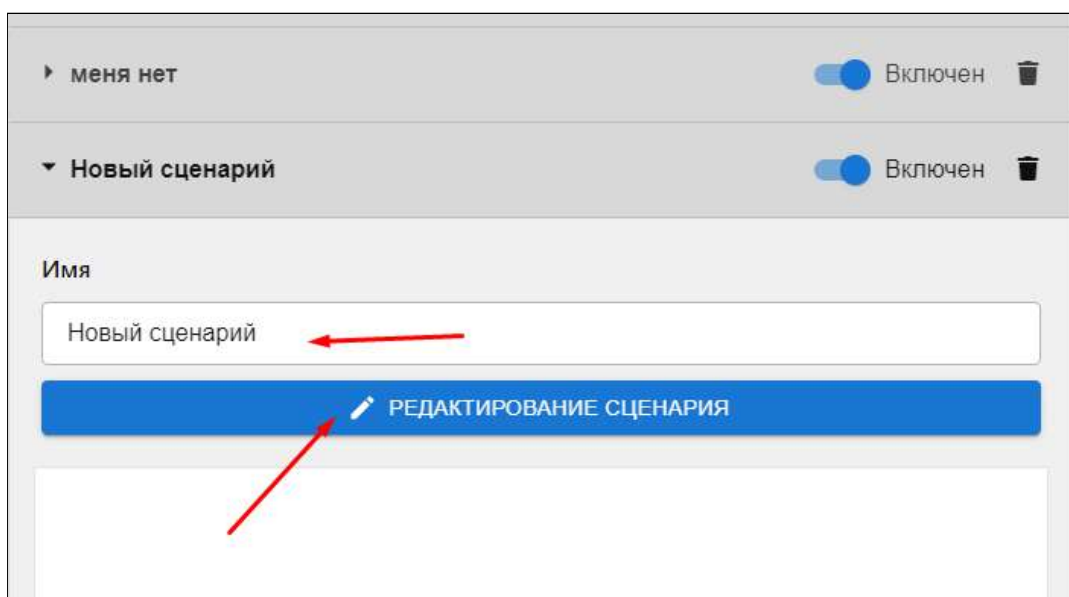 меня нет Включен
Новый сценарий Включен
Имя
Новый сценарий
РЕДАКТИРОВАНИЕ СЦЕНАРИЯ